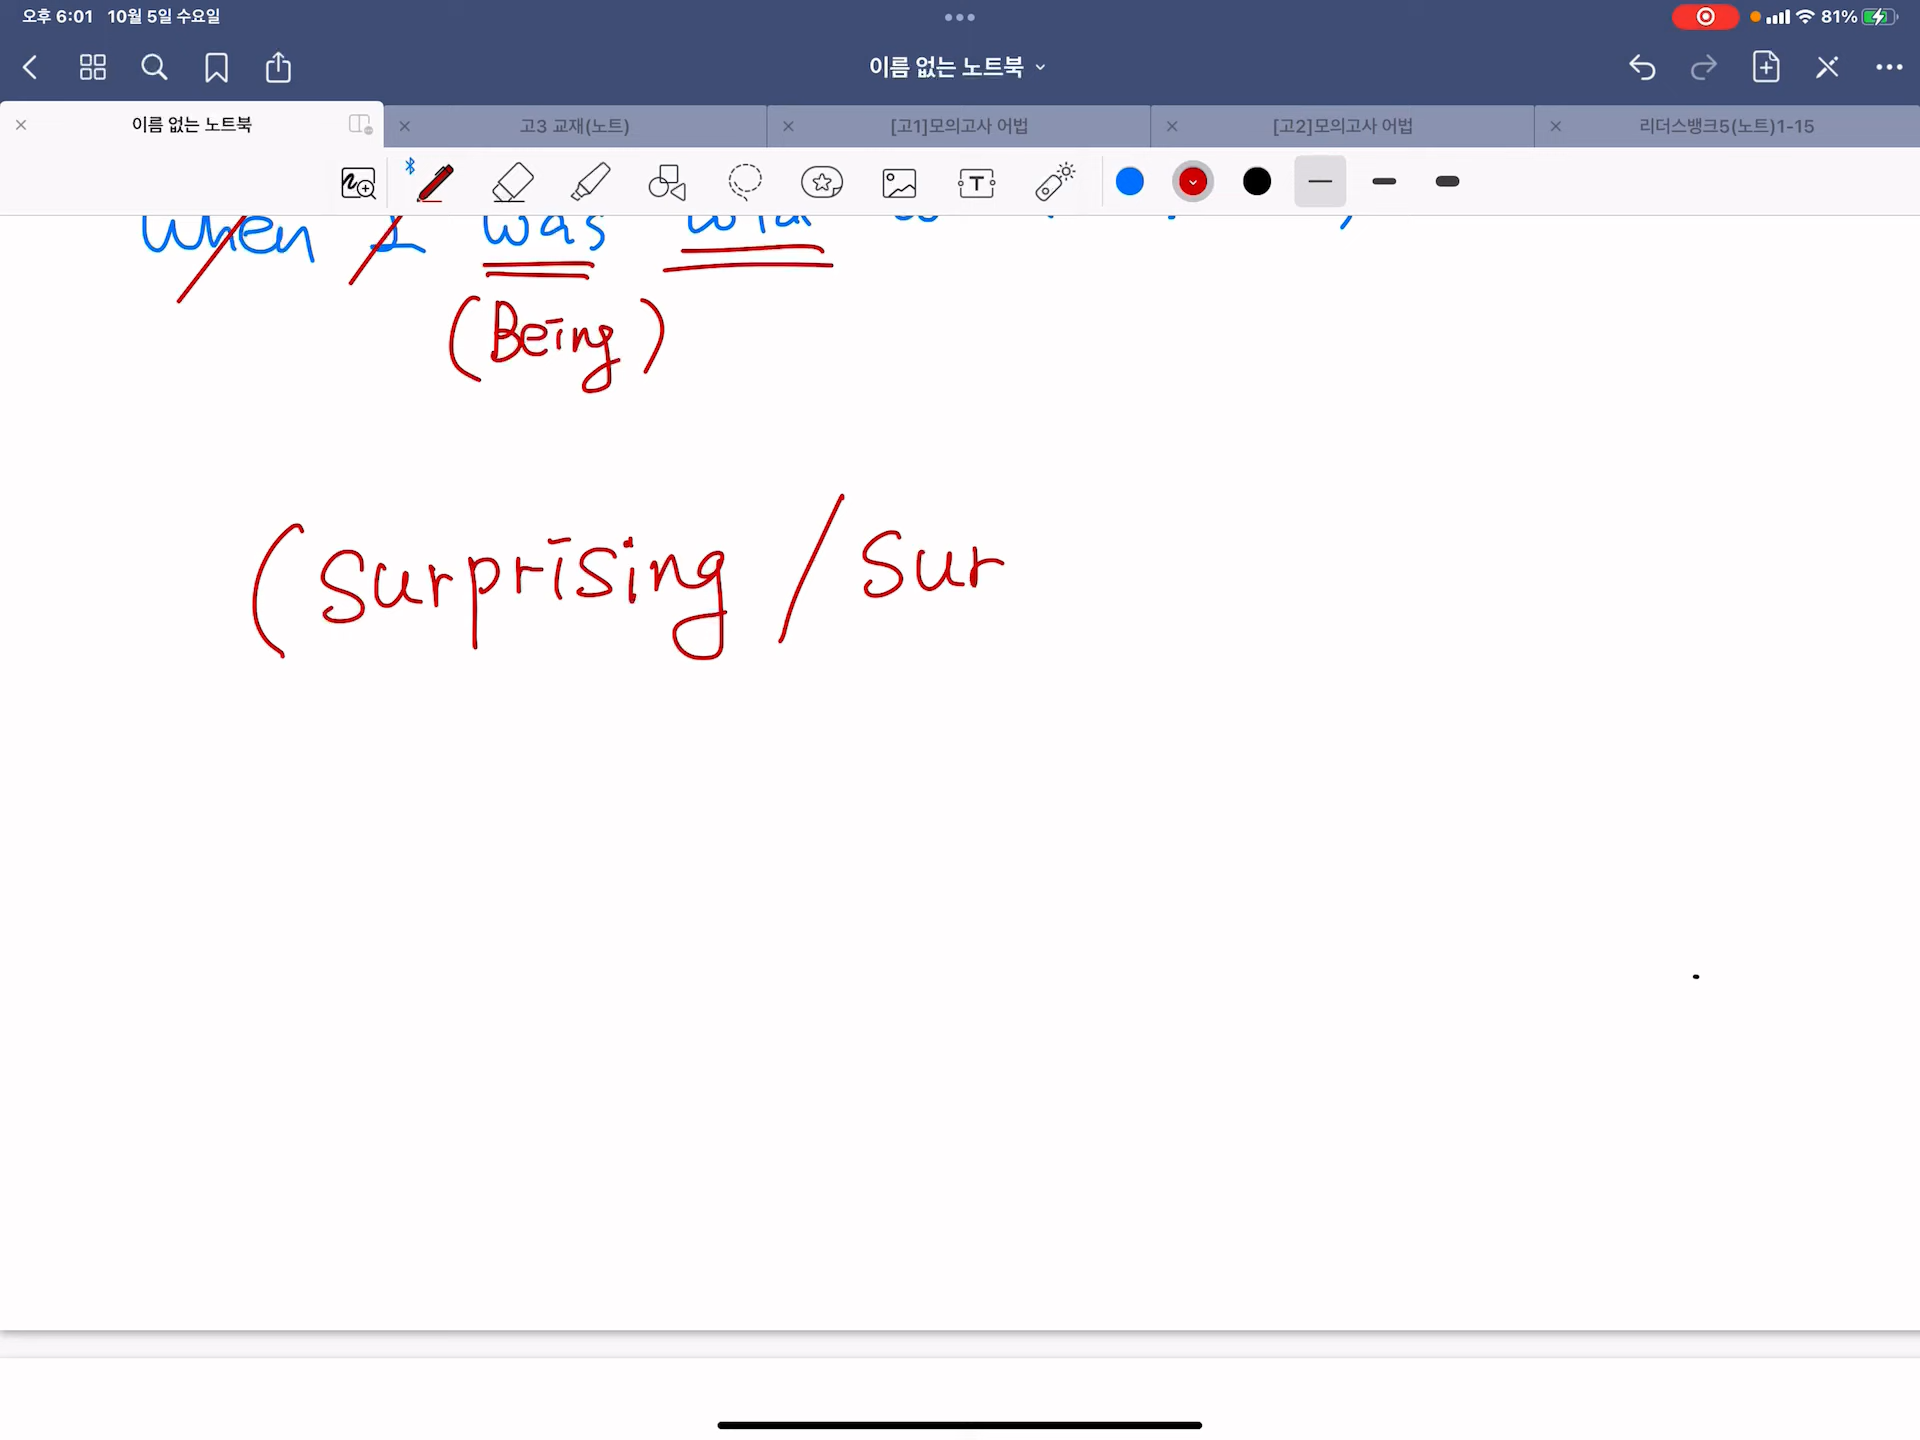 오후 6:01 10월 5일 수요일 81%
이름 없는 노트북
이름 없는 노트북 고3 교재(노트) [고1]모의고사 어법 [고2]모의고사 어법 리더스뱅크5(노트)1-15
When I was
(Being)
(surprising / sur